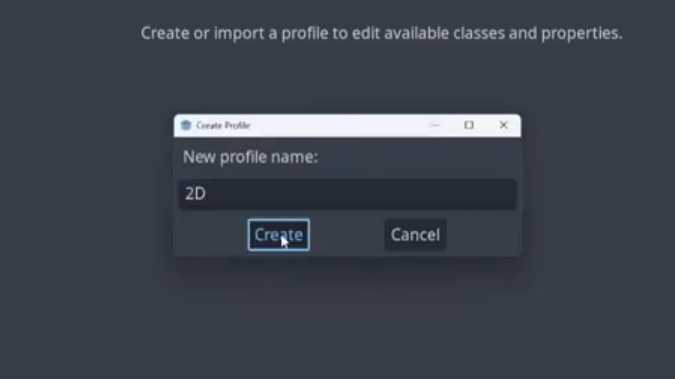 Create or import a profile to edit available classes and properties.
Create Profile
New profile name:
2D
Create
Cancel